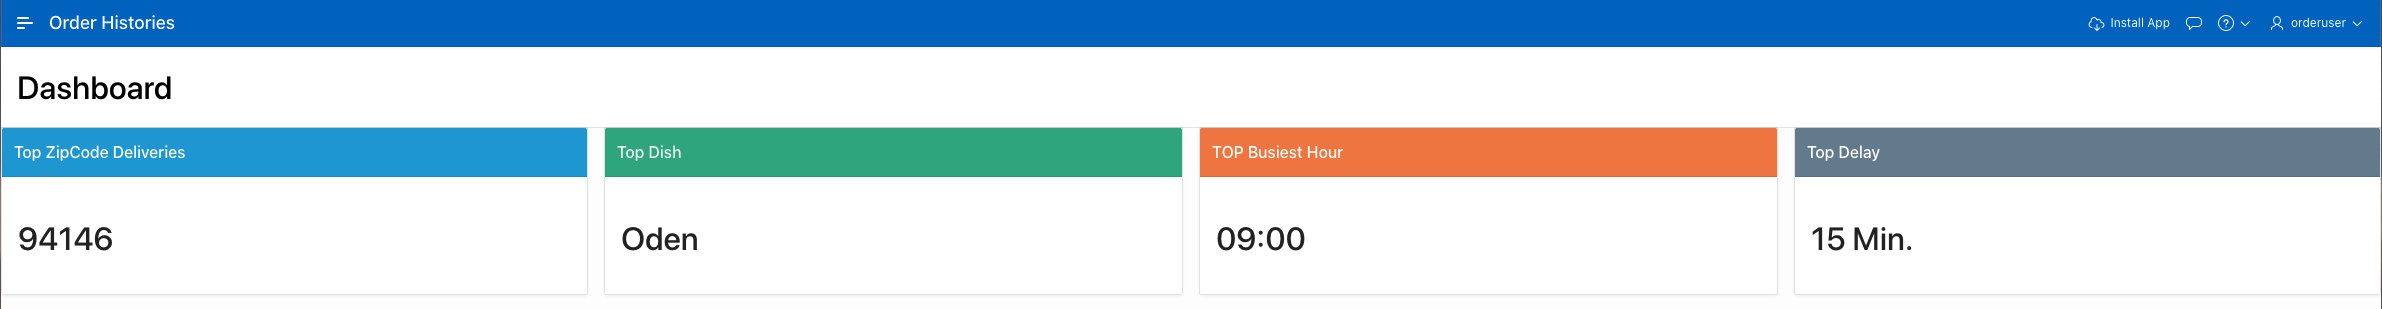 Order Histories
Install App
orderuser
Dashboard
Top ZipCode Deliveries
94146
Top Dish
Oden
TOP Busiest Hour
09:00
Top Delay
15 Min.